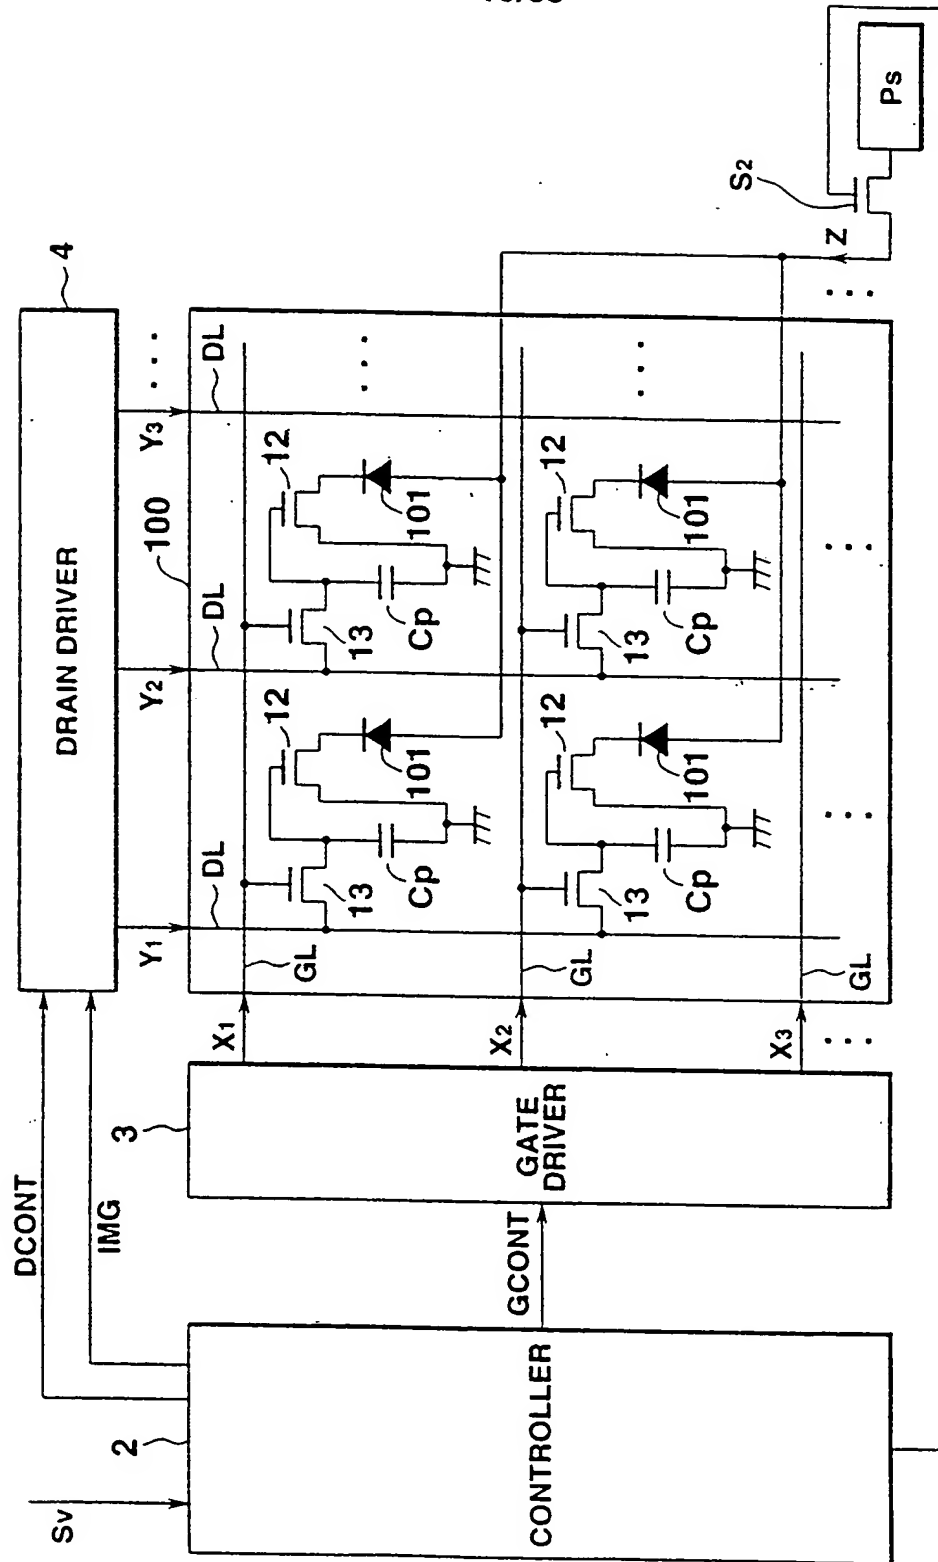 Sv
2
CONTROLLER
DCONT
IMG
GCONT
3
GATE
DRIVER
DRAIN DRIVER
4
X1
X2
X3
...
Y1
Y2
Y3
...
100
DL
DL
DL
GL
GL
GL
13
Cp
12
101
13
Cp
12
101
...
13
Cp
12
101
13
Cp
12
101
...
...
...
...
Z
S2
Ps